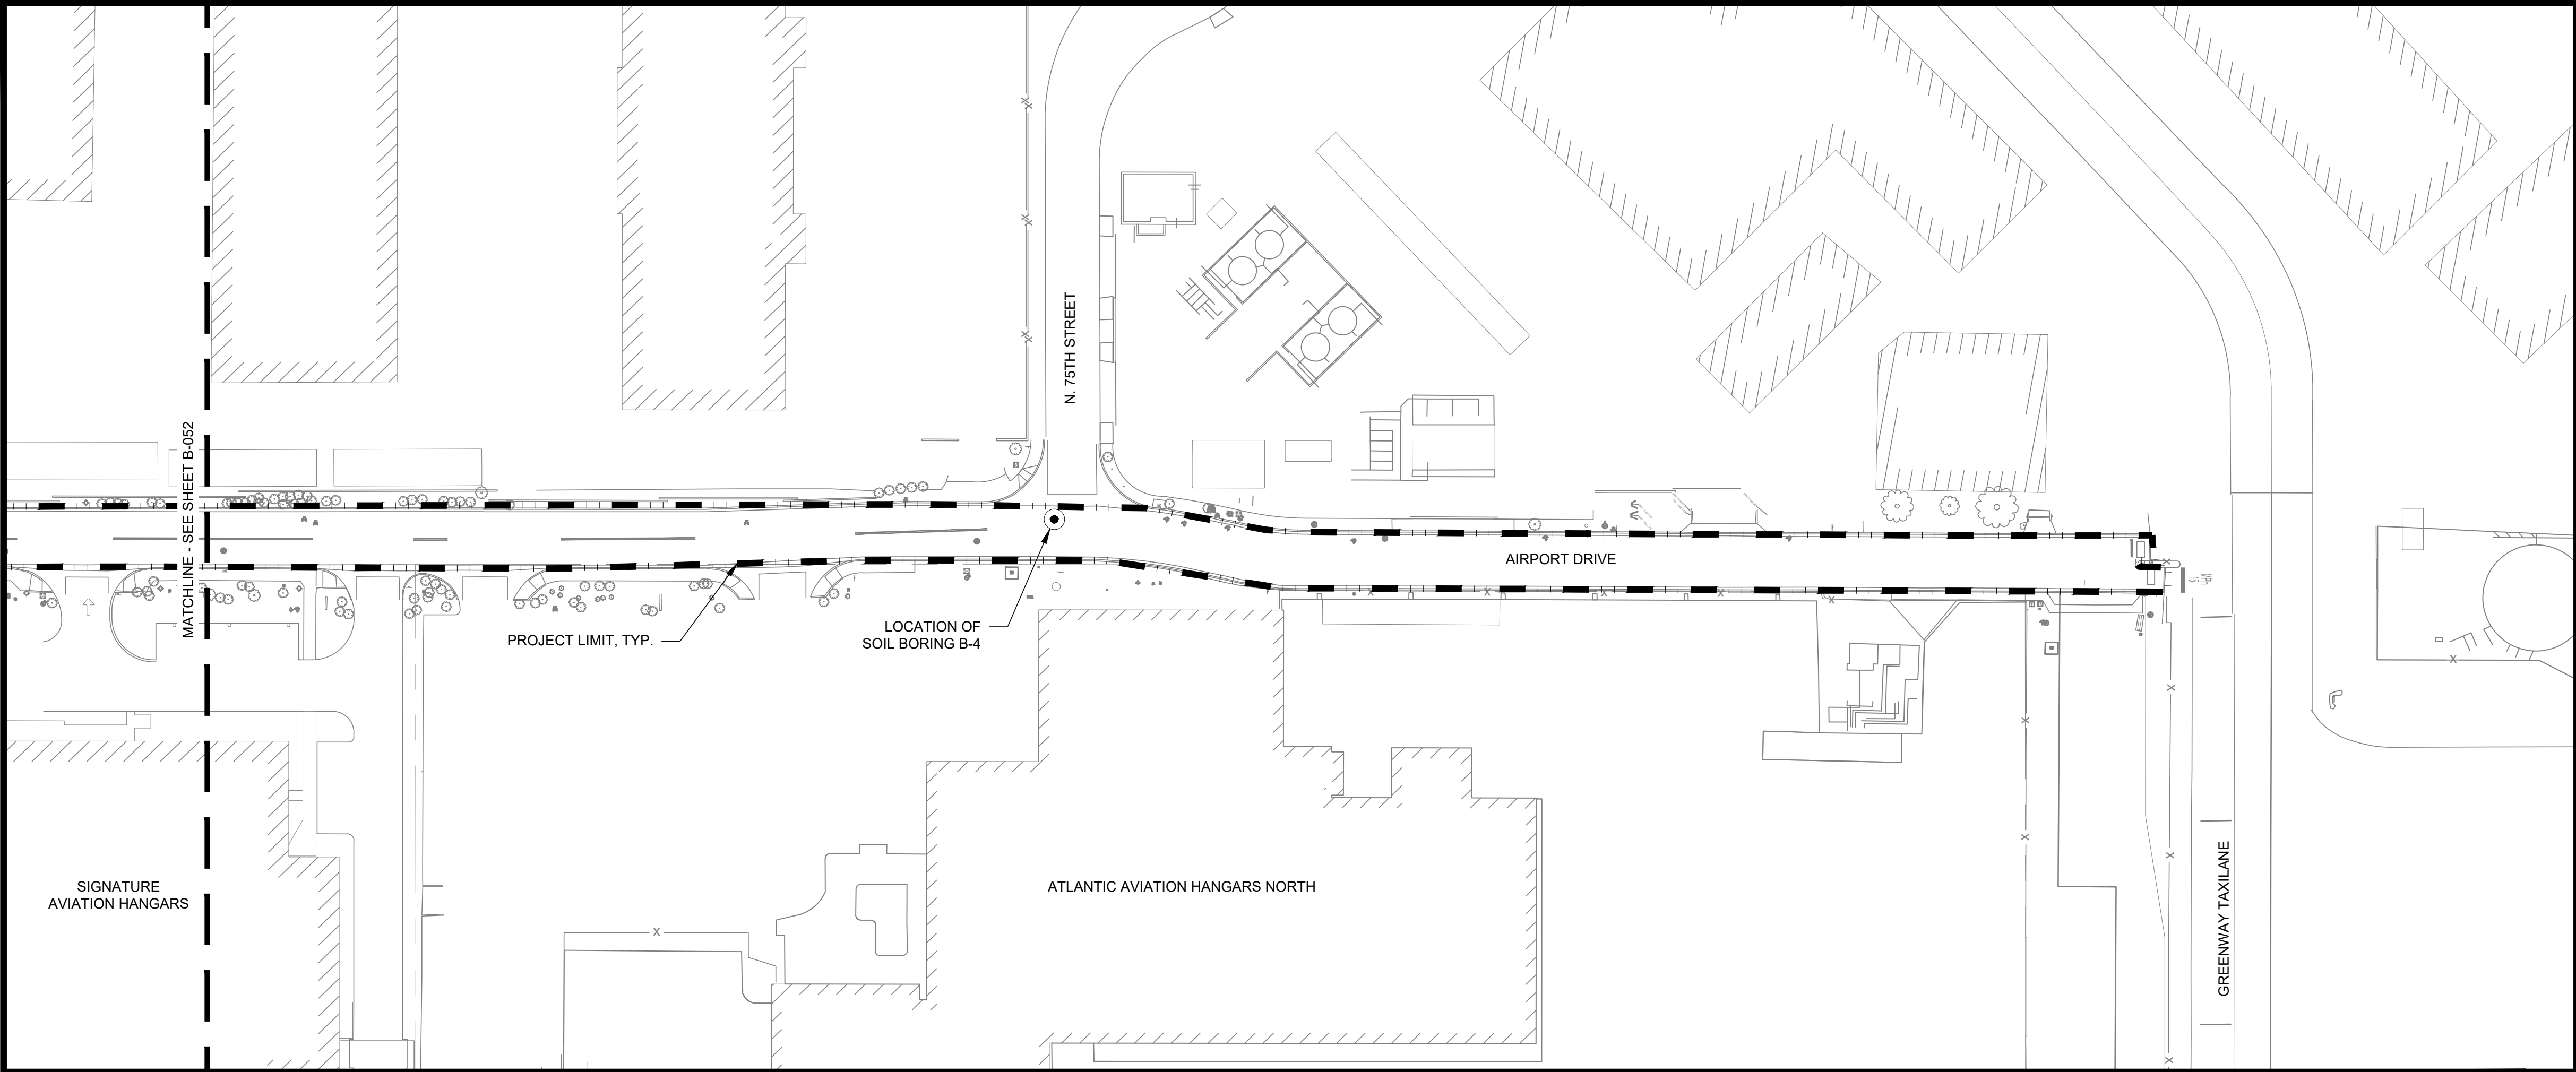 MATCHLINE - SEE SHEET B-052
N. 75TH STREET
AIRPORT DRIVE
PROJECT LIMIT, TYP.
LOCATION OF
SOIL BORING B-4
SIGNATURE
AVIATION HANGARS
ATLANTIC AVIATION HANGARS NORTH
GREENWAY TAXILANE